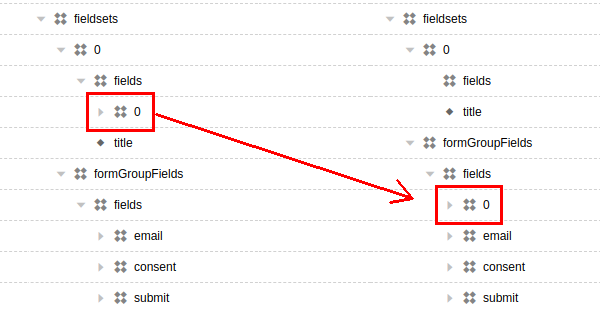 fieldsets fieldsets
0 0
fields fields
0 title
title formGroupFields
formGroupFields fields
fields 0
email email
consent consent
submit submit